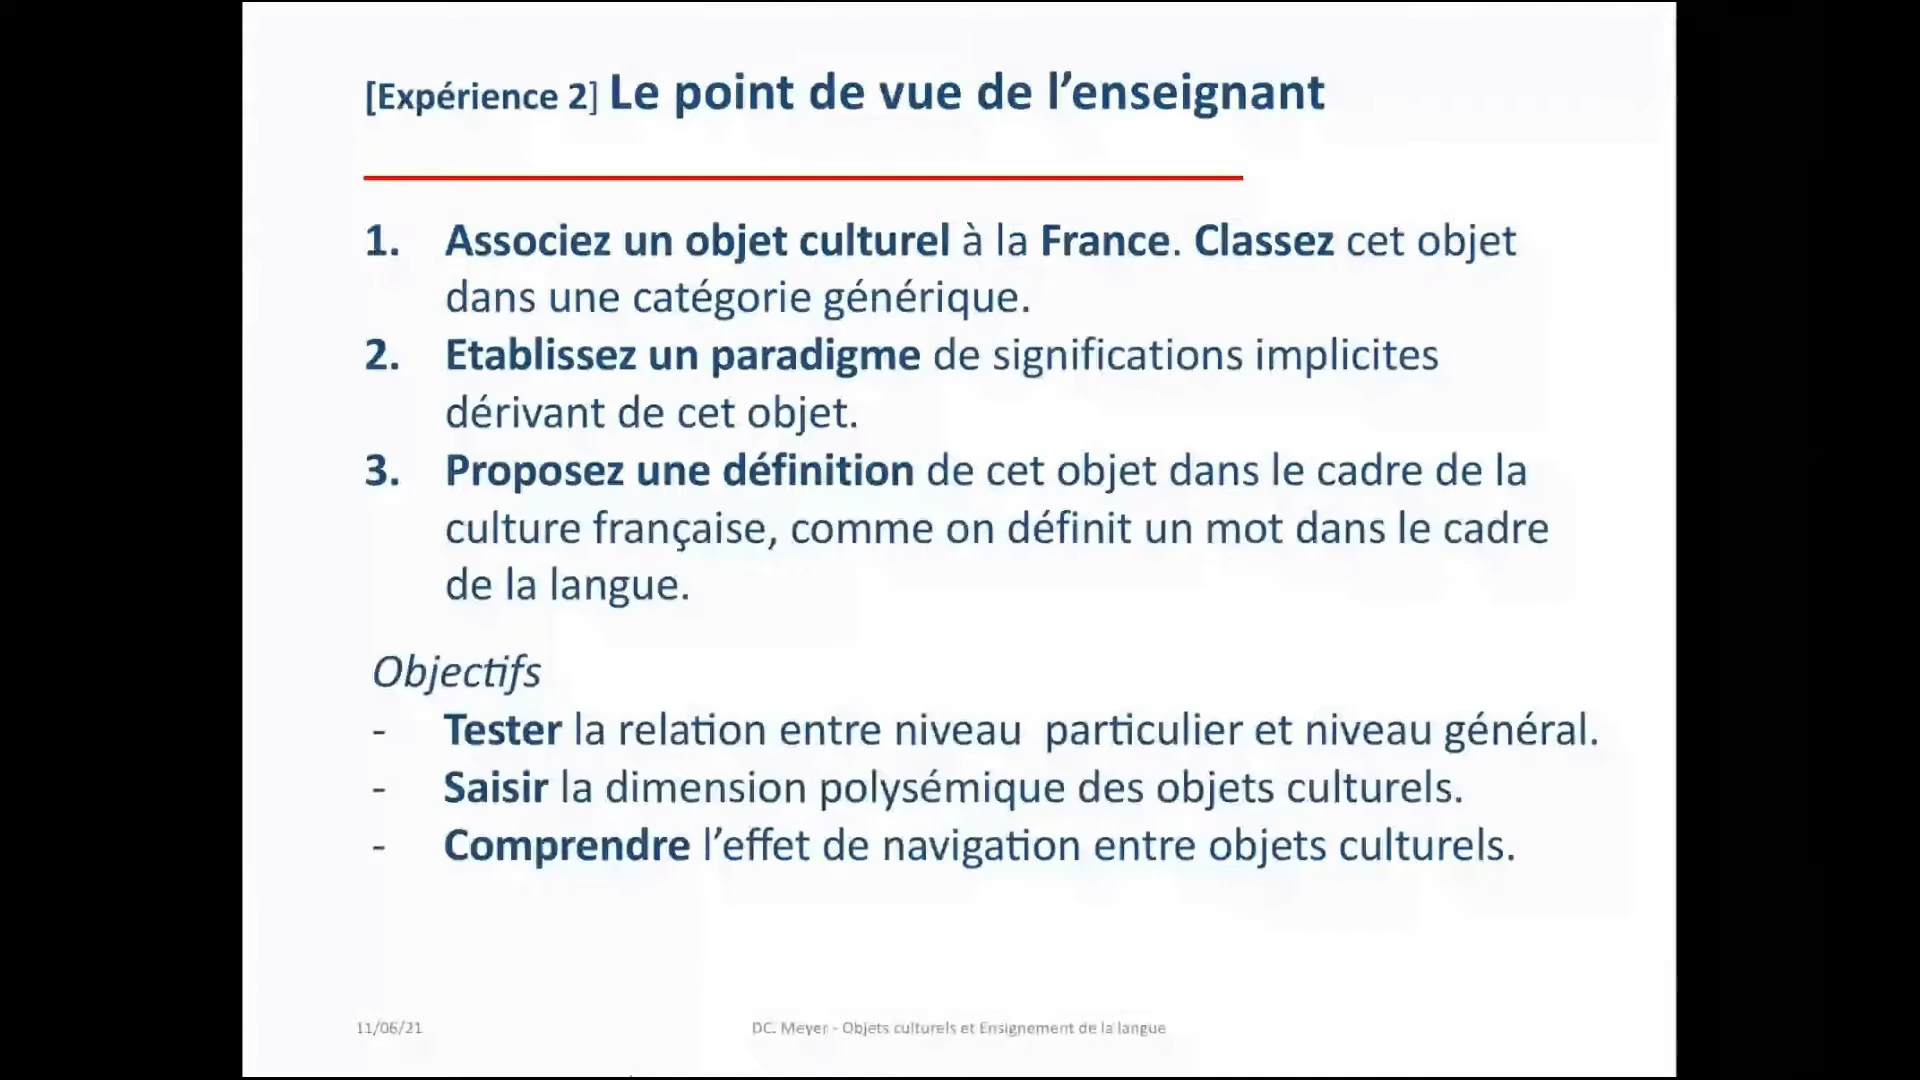 [Expérience 2] Le point de vue de l’enseignant
1. Associez un objet culturel à la France. Classez cet objet
dans une catégorie générique.
2. Etablissez un paradigme de significations implicites
dérivant de cet objet.
3. Proposez une définition de cet objet dans le cadre de la
culture française, comme on définit un mot dans le cadre
de la langue.
Objectifs
- Tester la relation entre niveau particulier et niveau général.
- Saisir la dimension polysémique des objets culturels.
- Comprendre l’effet de navigation entre objets culturels.
11/06/21
DC. Meyer - Objets culturels et Ensignement de la langue